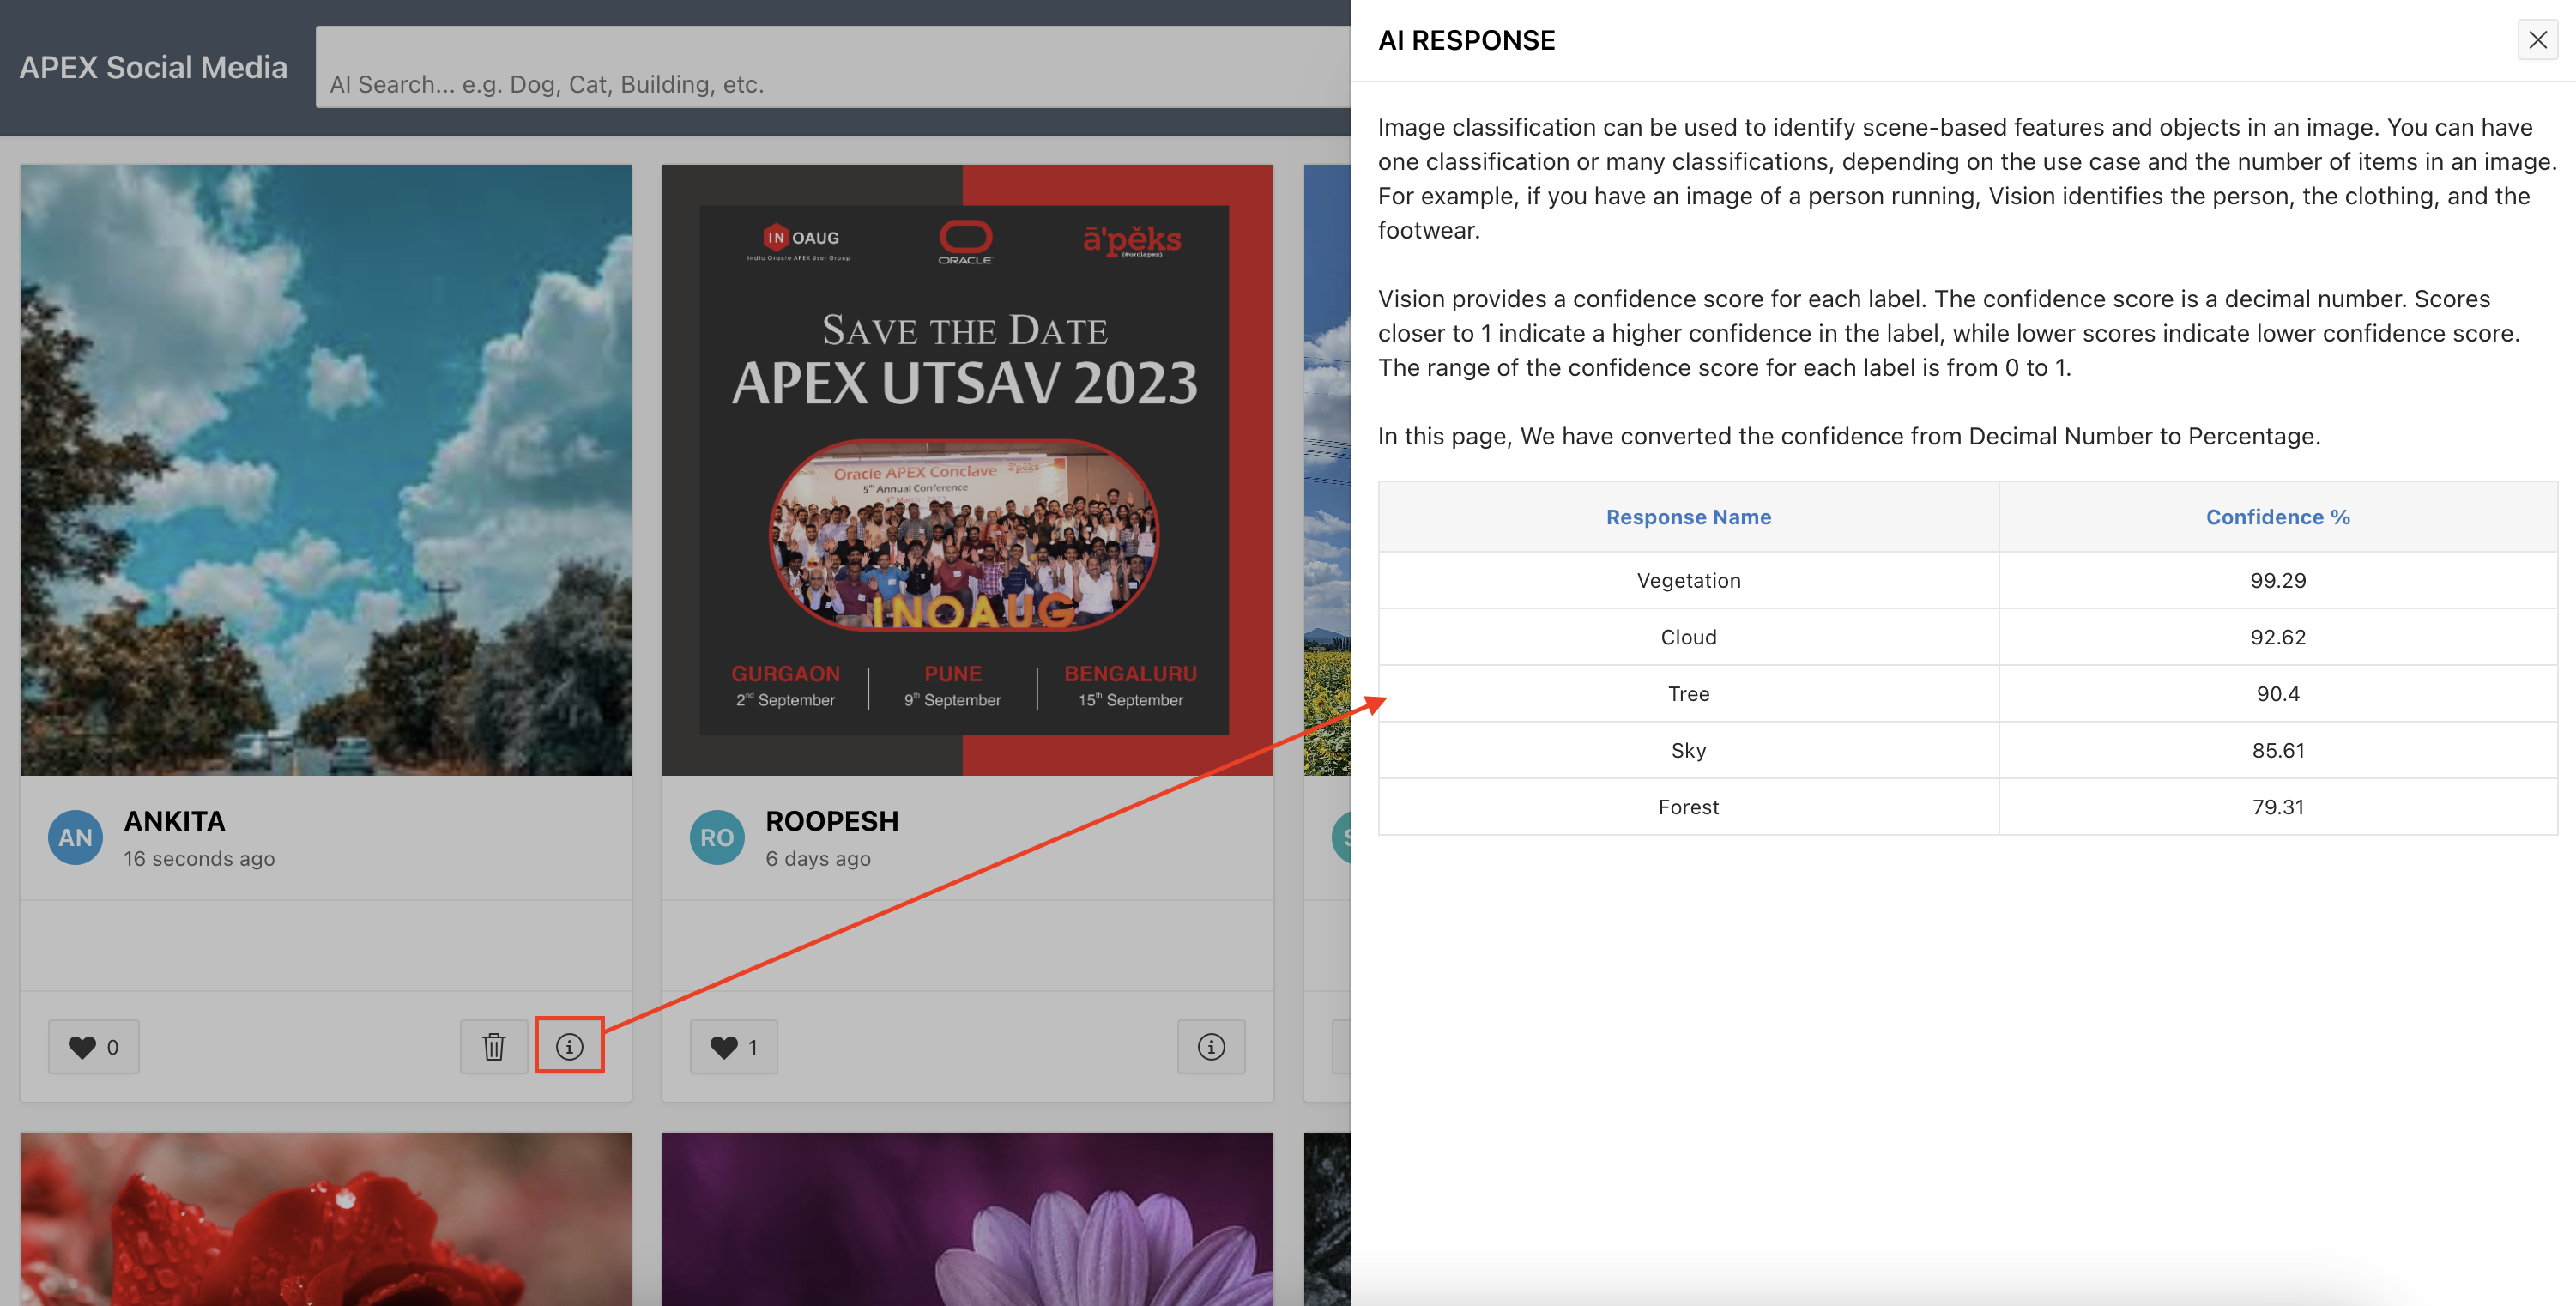 APEX Social Media
AI Search... e.g. Dog, Cat, Building, etc.
IN OAUG
India Oracle APEX User Group
ORACLE
ā'pěks
(#orclapex)
SAVE THE DATE
APEX UTSAV 2023
Oracle APEX Conclave
ā'pěks
5th Annual Conference
4th March - 2023
INOAUG
GURGAON
2nd September
PUNE
9th September
BENGALURU
15th September
AN
ANKITA
16 seconds ago
RO
ROOPESH
6 days ago
S
0
1
AI RESPONSE
Image classification can be used to identify scene-based features and objects in an image. You can have
one classification or many classifications, depending on the use case and the number of items in an image.
For example, if you have an image of a person running, Vision identifies the person, the clothing, and the
footwear.
Vision provides a confidence score for each label. The confidence score is a decimal number. Scores
closer to 1 indicate a higher confidence in the label, while lower scores indicate lower confidence score.
The range of the confidence score for each label is from 0 to 1.
In this page, We have converted the confidence from Decimal Number to Percentage.
Response Name Confidence %
Vegetation 99.29
Cloud 92.62
Tree 90.4
Sky 85.61
Forest 79.31